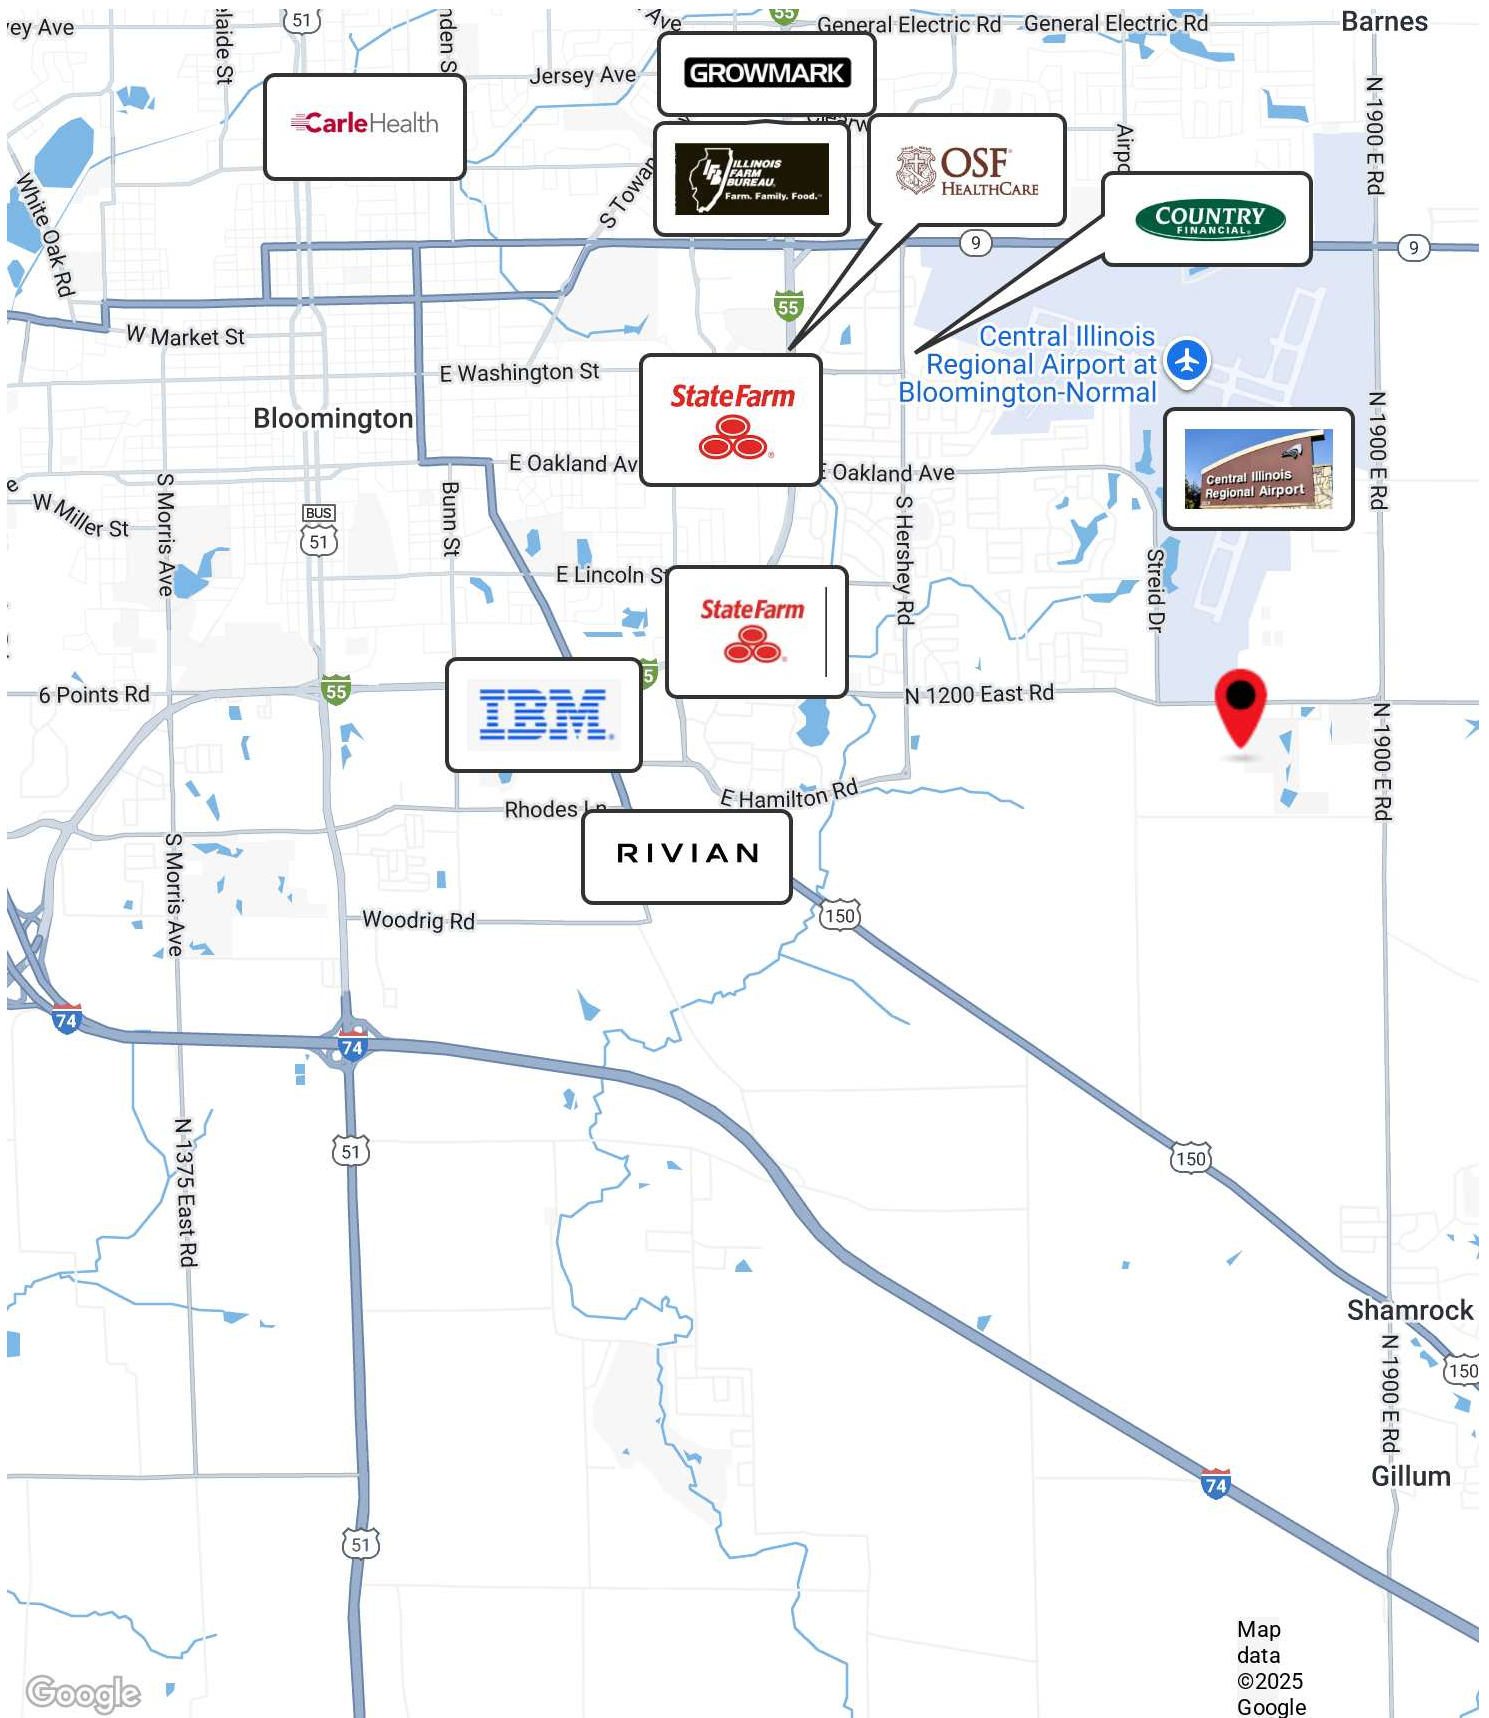 ey Ave
51
Ave
55
General Electric Rd
General Electric Rd
Barnes
Jersey Ave
GROWMARK
N 1900 E Rd
CarleHealth
ILLINOIS
FARM
BUREAU.
IFB
Farm. Family. Food.
OSF
HEALTHCARE
COUNTRY
FINANCIAL
White Oak Rd
S Towan
9
9
55
W Market St
Central Illinois
Regional Airport at
Bloomington-Normal
E Washington St
StateFarm
Bloomington
N 1900 E Rd
E Oakland Av
E Oakland Ave
Central Illinois
Regional Airport
W Miller St
S Morris Ave
BUS
51
Bunn St
S Hershey Rd
Streid Dr
E Lincoln St
StateFarm
6 Points Rd
55
5
IBM
N 1200 East Rd
N 1900 E Rd
E Hamilton Rd
Rhodes Ln
RIVIAN
S Morris Ave
Woodrig Rd
150
74
74
N 1375 East Rd
51
150
Shamrock
150
N 1900 E Rd
Gillum
74
51
Map
data
©2025
Google
Google